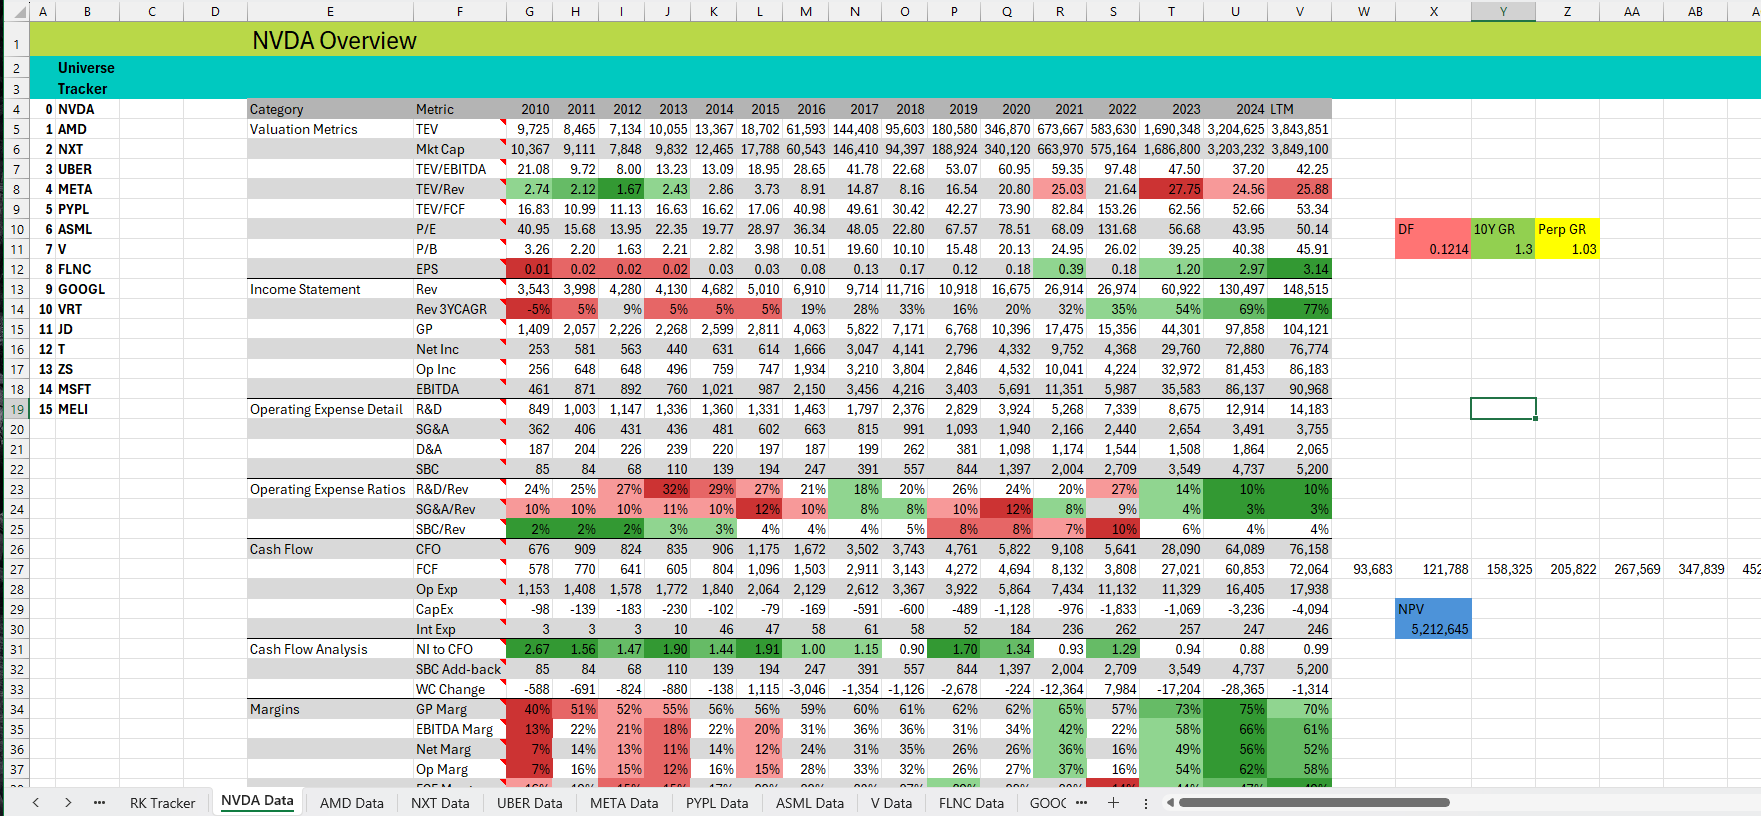 A B C D E F G H I J K L M N O P Q R S T U V W X Y Z AA AB A
1 NVDA Overview
2 Universe
3 Tracker
4 0 NVDA Category Metric 2010 2011 2012 2013 2014 2015 2016 2017 2018 2019 2020 2021 2022 2023 2024 LTM
5 1 AMD Valuation Metrics TEV 9,725 8,465 7,134 10,055 13,367 18,702 61,593 144,408 95,603 180,580 346,870 673,667 583,630 1,690,348 3,204,625 3,843,851
6 2 NXT Mkt Cap 10,367 9,111 7,848 9,832 12,465 17,788 60,543 146,410 94,397 188,924 340,120 663,970 575,164 1,686,800 3,203,232 3,849,100
7 3 UBER TEV/EBITDA 21.08 9.72 8.00 13.23 13.09 18.95 28.65 41.78 22.68 53.07 60.95 59.35 97.48 47.50 37.20 42.25
8 4 META TEV/Rev 2.74 2.12 1.67 2.43 2.86 3.73 8.91 14.87 8.16 16.54 20.80 25.03 21.64 27.75 24.56 25.88
9 5 PYPL TEV/FCF 16.83 10.99 11.13 16.63 16.62 17.06 40.98 49.61 30.42 42.27 73.90 82.84 153.26 62.56 52.66 53.34
10 6 ASML P/E 40.95 15.68 13.95 22.35 19.77 28.97 36.34 48.05 22.80 67.57 78.51 68.09 131.68 56.68 43.95 50.14 DF 10Y GR Perp GR
11 7 V P/B 3.26 2.20 1.63 2.21 2.82 3.98 10.51 19.60 10.10 15.48 20.13 24.95 26.02 39.25 40.38 45.91 0.1214 1.3 1.03
12 8 FLNC EPS 0.01 0.02 0.02 0.02 0.03 0.03 0.08 0.13 0.17 0.12 0.18 0.39 0.18 1.20 2.97 3.14
13 9 GOOGL Income Statement Rev 3,543 3,998 4,280 4,130 4,682 5,010 6,910 9,714 11,716 10,918 16,675 26,914 26,974 60,922 130,497 148,515
14 10 VRT Rev 3YCAGR -5% 5% 9% 5% 5% 5% 19% 28% 33% 16% 20% 32% 35% 54% 69% 77%
15 11 JD GP 1,409 2,057 2,226 2,268 2,599 2,811 4,063 5,822 7,171 6,768 10,396 17,475 15,356 44,301 97,858 104,121
16 12 T Net Inc 253 581 563 440 631 614 1,666 3,047 4,141 2,796 4,332 9,752 4,368 29,760 72,880 76,774
17 13 ZS Op Inc 256 648 648 496 759 747 1,934 3,210 3,804 2,846 4,532 10,041 4,224 32,972 81,453 86,183
18 14 MSFT EBITDA 461 871 892 760 1,021 987 2,150 3,456 4,216 3,403 5,691 11,351 5,987 35,583 86,137 90,968
19 15 MELI Operating Expense Detail R&D 849 1,003 1,147 1,336 1,360 1,331 1,463 1,797 2,376 2,829 3,924 5,268 7,339 8,675 12,914 14,183
20 SG&A 362 406 431 436 481 602 663 815 991 1,093 1,940 2,166 2,440 2,654 3,491 3,755
21 D&A 187 204 226 239 220 197 187 199 262 381 1,098 1,174 1,544 1,508 1,864 2,065
22 SBC 85 84 68 110 139 194 247 391 557 844 1,397 2,004 2,709 3,549 4,737 5,200
23 Operating Expense Ratios R&D/Rev 24% 25% 27% 32% 29% 27% 21% 18% 20% 26% 24% 20% 27% 14% 10% 10%
24 SG&A/Rev 10% 10% 10% 11% 10% 12% 10% 8% 8% 10% 12% 8% 9% 4% 3% 3%
25 SBC/Rev 2% 2% 2% 3% 3% 4% 4% 4% 5% 8% 8% 7% 10% 6% 4% 4%
26 Cash Flow CFO 676 909 824 835 906 1,175 1,672 3,502 3,743 4,761 5,822 9,108 5,641 28,090 64,089 76,158
27 FCF 578 770 641 605 804 1,096 1,503 2,911 3,143 4,272 4,694 8,132 3,808 27,021 60,853 72,064 93,683 121,788 158,325 205,822 267,569 347,839 452
28 Op Exp 1,153 1,408 1,578 1,772 1,840 2,064 2,129 2,612 3,367 3,922 5,864 7,434 11,132 11,329 16,405 17,938
29 CapEx -98 -139 -183 -230 -102 -79 -169 -591 -600 -489 -1,128 -976 -1,833 -1,069 -3,236 -4,094 NPV
30 Int Exp 3 3 3 10 46 47 58 61 58 52 184 236 262 257 247 246 5,212,645
31 Cash Flow Analysis NI to CFO 2.67 1.56 1.47 1.90 1.44 1.91 1.00 1.15 0.90 1.70 1.34 0.93 1.29 0.94 0.88 0.99
32 SBC Add-back 85 84 68 110 139 194 247 391 557 844 1,397 2,004 2,709 3,549 4,737 5,200
33 WC Change -588 -691 -824 -880 -138 1,115 -3,046 -1,354 -1,126 -2,678 -224 -12,364 7,984 -17,204 -28,365 -1,314
34 Margins GP Marg 40% 51% 52% 55% 56% 56% 59% 60% 61% 62% 62% 65% 57% 73% 75% 70%
35 EBITDA Marg 13% 22% 21% 18% 22% 20% 31% 36% 36% 31% 34% 42% 22% 58% 66% 61%
36 Net Marg 7% 14% 13% 11% 14% 12% 24% 31% 35% 26% 26% 36% 16% 49% 56% 52%
37 Op Marg 7% 16% 15% 12% 16% 15% 28% 33% 32% 26% 27% 37% 16% 54% 62% 58%
RK Tracker NVDA Data AMD Data NXT Data UBER Data META Data PYPL Data ASML Data V Data FLNC Data GOOG